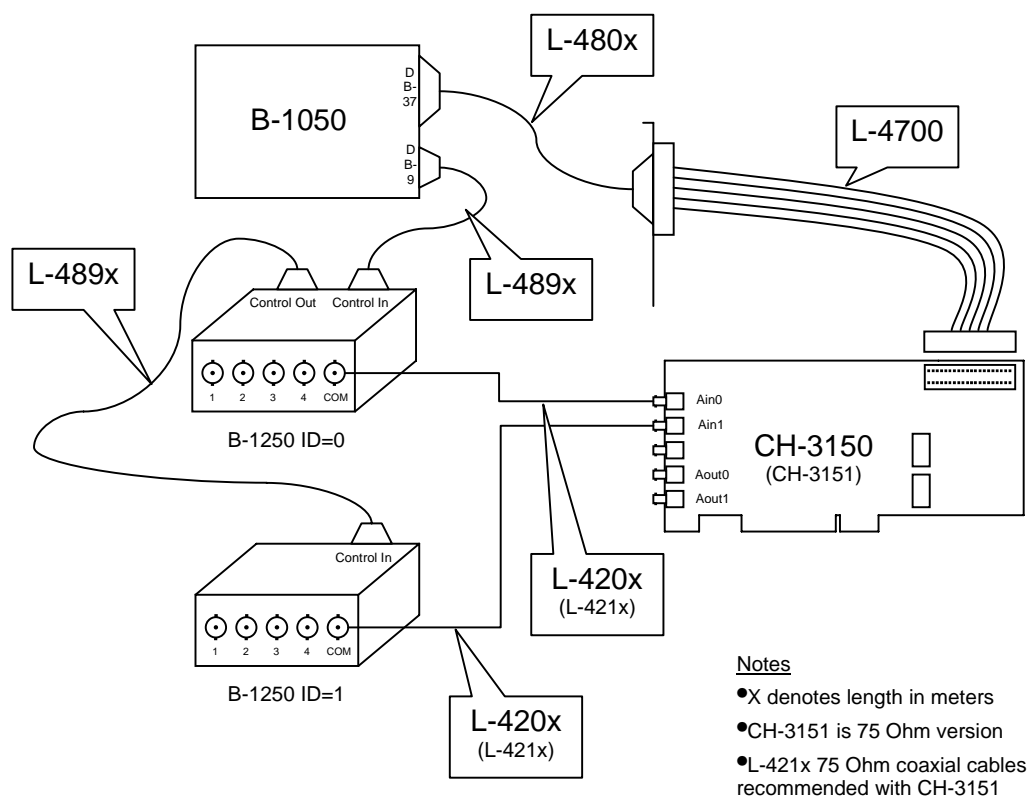 L-480x
D
B-
37
B-1050
L-4700
D
B-
9
L-489x
L-489x
Control Out Control In
1 2 3 4 COM
B-1250 ID=0
Ain0
Ain1
CH-3150
(CH-3151)
Aout0
Aout1
Control In
L-420x
(L-421x)
1 2 3 4 COM
B-1250 ID=1
L-420x
(L-421x)
Notes
●X denotes length in meters
●CH-3151 is 75 Ohm version
●L-421x 75 Ohm coaxial cables
recommended with CH-3151